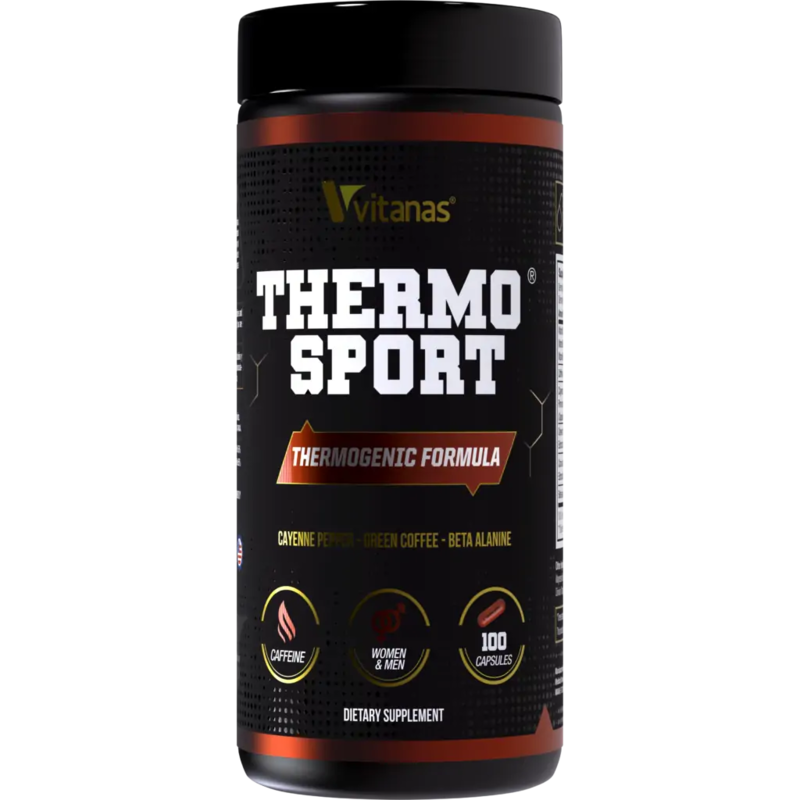 vitanas®
THERMO®
SPORT
THERMOGENIC FORMULA
CAYENNE PEPPER - GREEN COFFEE - BETA ALANINE
CAFFEINE
WOMEN
& MEN
100
CAPSULES
DIETARY SUPPLEMENT